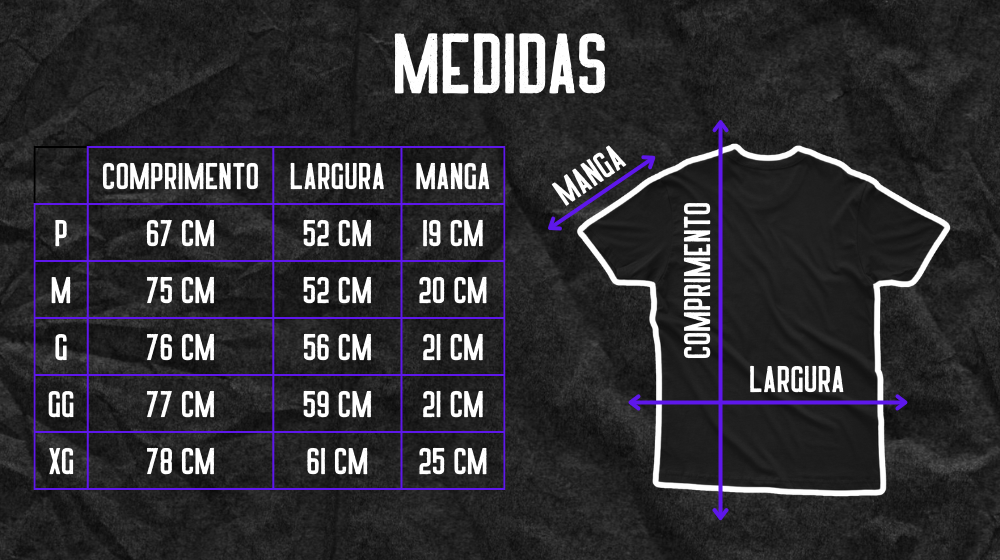 MEDIDAS
COMPRIMENTO LARGURA MANGA
P 67 CM 52 CM 19 CM
M 75 CM 52 CM 20 CM
G 76 CM 56 CM 21 CM
GG 77 CM 59 CM 21 CM
XG 78 CM 61 CM 25 CM
MANGA
COMPRIMENTO
LARGURA